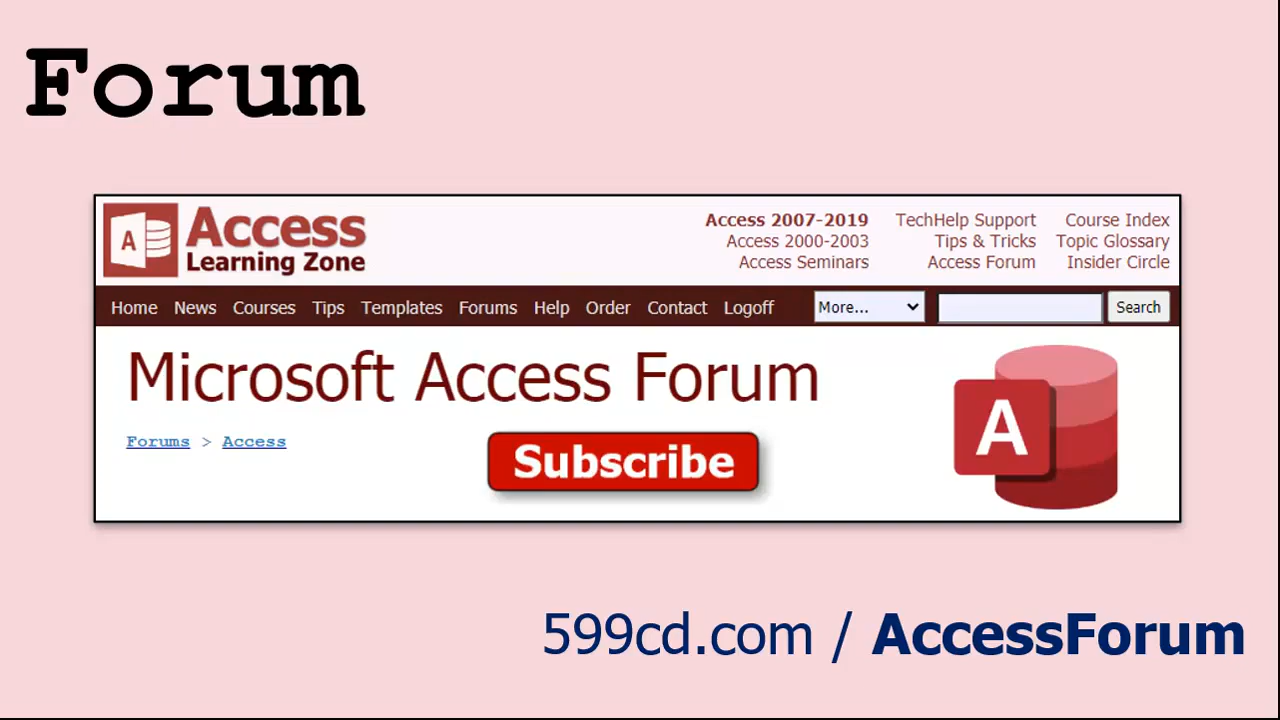 Forum
A Access
Learning Zone
Access 2007-2019 TechHelp Support Course Index
Access 2000-2003 Tips & Tricks Topic Glossary
Access Seminars Access Forum Insider Circle
Home News Courses Tips Templates Forums Help Order Contact Logoff More... Search
Microsoft Access Forum
Forums > Access
Subscribe
A
599cd.com / AccessForum